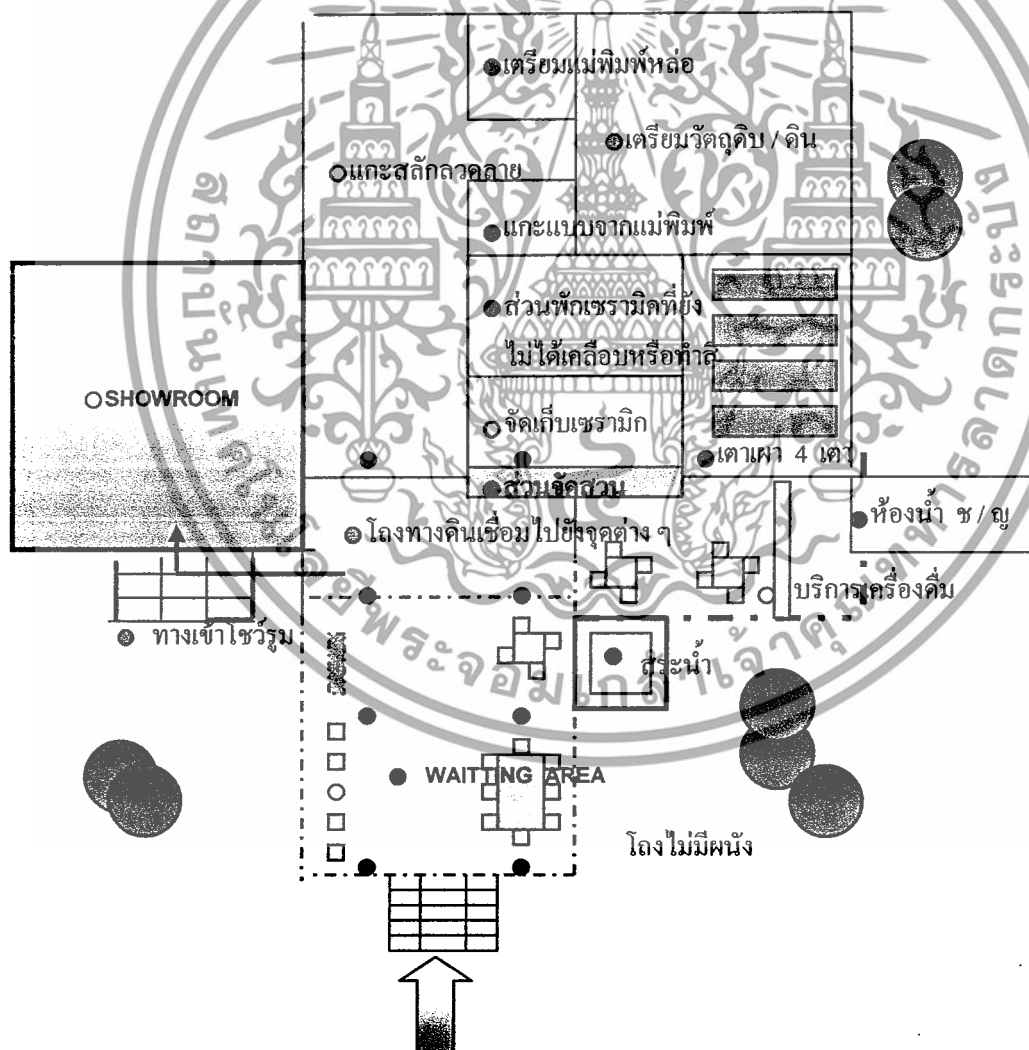 เตรียมแม่พิมพ์หล่อ
เตรียมวัตถุดิบ / ดิน
แกะสลักลวดลาย
แกะแบบจากแม่พิมพ์
ส่วนพักเซรามิคที่ยัง
ไม่ได้เคลือบหรือทำสี
SHOWROOM
จัดเก็บเซรามิก
เตาเผา 4 เตา
ส่วนจัดสวน
ห้องน้ำ ช / ญ
โถงทางดินเชื่อมไปยังจุดต่าง ๆ
บริการเครื่องดื่ม
ทางเข้าโชว์รูม
สระน้ำ
WAITTING AREA
โถงไม่มีผนัง